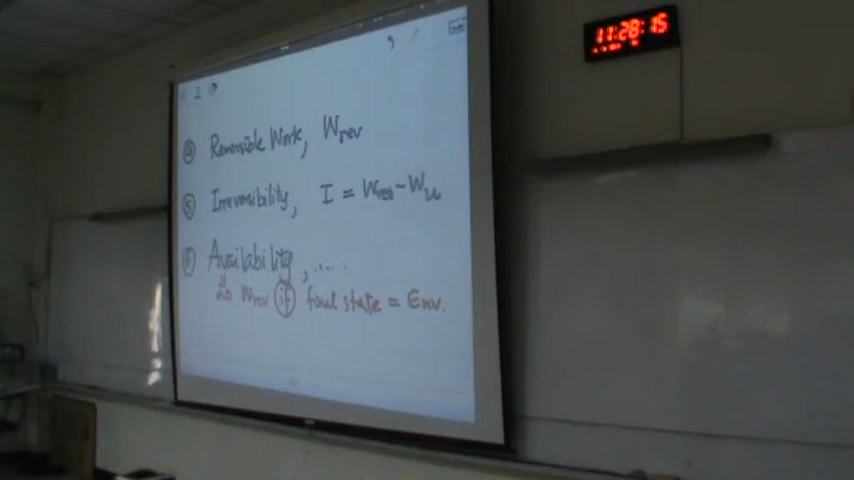 11:28:15
④ Reversible Work, Wrev
⑤ Irreversibility, I = Wrev - Wu
⑥ Availability, .....
Wrev if final state = Env.